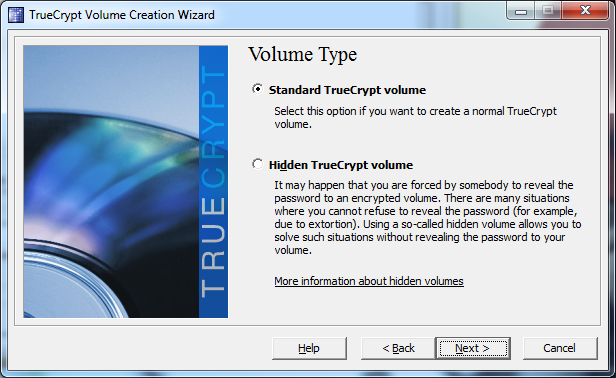 TrueCrypt Volume Creation Wizard
TRUECRYPT
Volume Type
Standard TrueCrypt volume
Select this option if you want to create a normal TrueCrypt
volume.
Hidden TrueCrypt volume
It may happen that you are forced by somebody to reveal the
password to an encrypted volume. There are many situations
where you cannot refuse to reveal the password (for example,
due to extortion). Using a so-called hidden volume allows you to
solve such situations without revealing the password to your
volume.
More information about hidden volumes
Help
< Back
Next >
Cancel